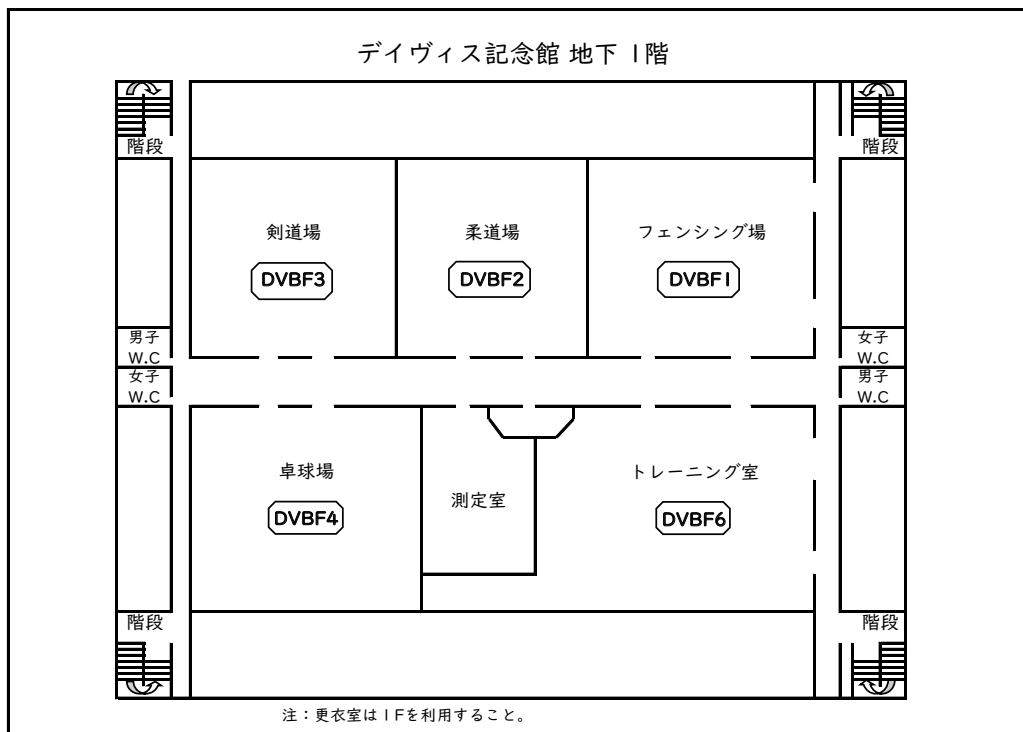 デイヴィス記念館 地下 1階
階段
階段
剣道場
柔道場
フェンシング場
DVBF3
DVBF2
DVBF1
男子
W.C
女子
W.C
女子
W.C
男子
W.C
卓球場
測定室
トレーニング室
DVBF4
DVBF6
階段
階段
注：更衣室は1Fを利用すること。